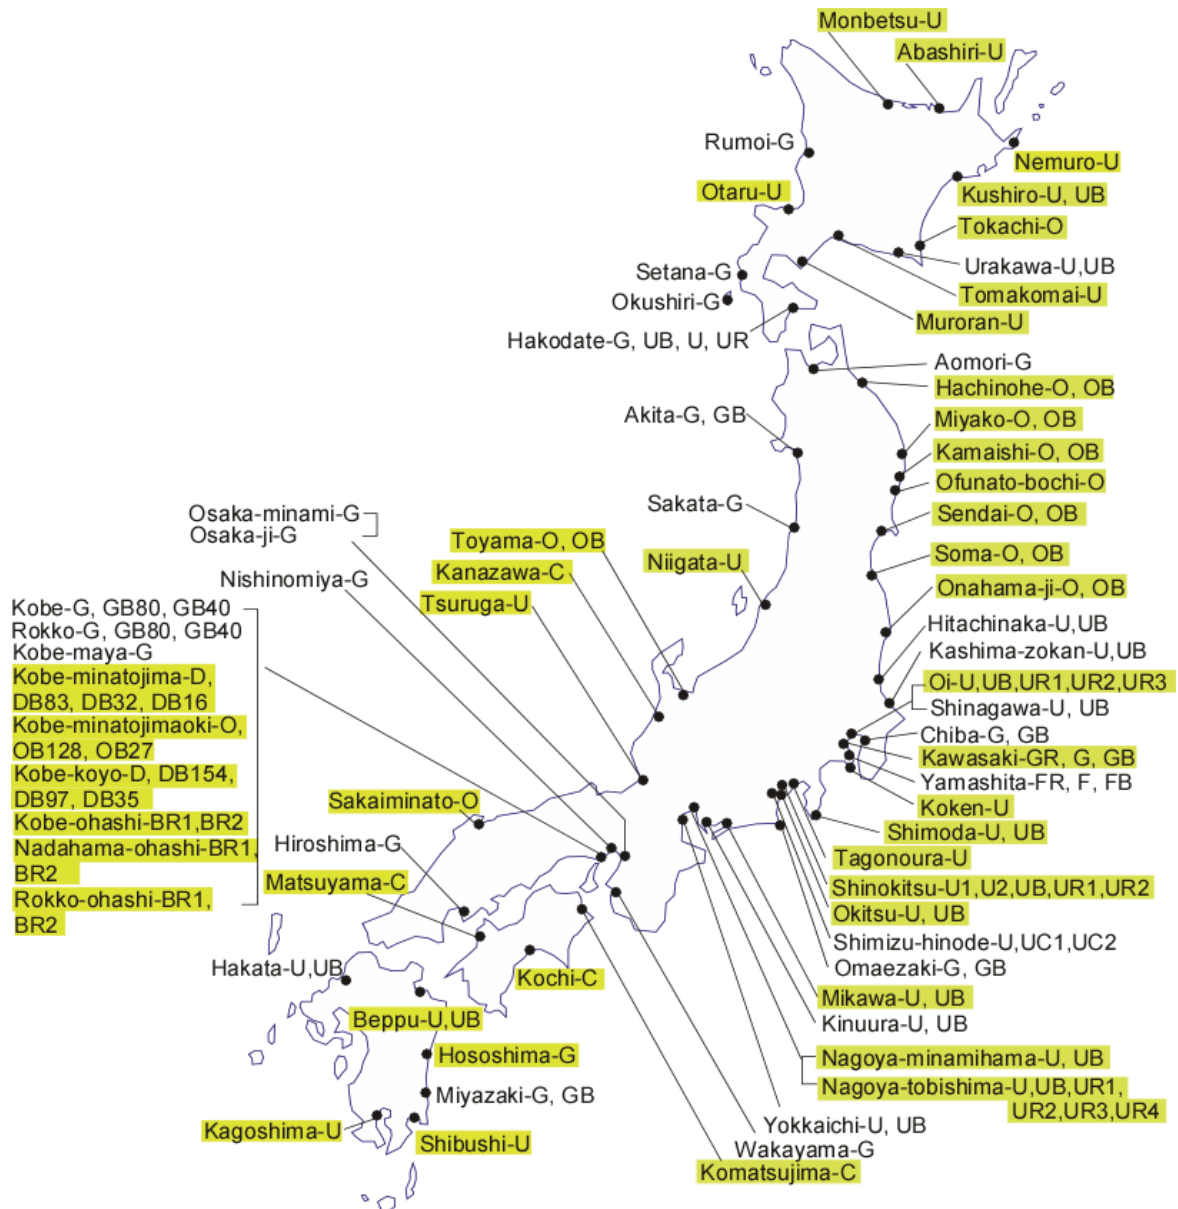 Monbetsu-U
Abashiri-U
Rumoi-G
Nemuro-U
Otaru-U
Kushiro-U, UB
Tokachi-O
Urakawa-U,UB
Setana-G
Tomakomai-U
Okushiri-G
Muroran-U
Hakodate-G, UB, U, UR
Aomori-G
Hachinohe-O, OB
Akita-G, GB
Miyako-O, OB
Kamaishi-O, OB
Ofunato-bochi-O
Sakata-G
Sendai-O, OB
Osaka-minami-G
Osaka-ji-G
Toyama-O, OB
Soma-O, OB
Niigata-U
Kanazawa-C
Nishinomiya-G
Onahama-ji-O, OB
Tsuruga-U
Kobe-G, GB80, GB40
Rokko-G, GB80, GB40
Kobe-maya-G
Kobe-minatojima-D,
DB83, DB32, DB16
Kobe-minatojimaoki-O,
OB128, OB27
Kobe-koyo-D, DB154,
DB97, DB35
Kobe-ohashi-BR1,BR2
Nadahama-ohashi-BR1,
BR2
Rokko-ohashi-BR1,
BR2
Hitachinaka-U,UB
Kashima-zokan-U,UB
Oi-U,UB,UR1,UR2,UR3
Shinagawa-U, UB
Chiba-G, GB
Kawasaki-GR, G, GB
Yamashita-FR, F, FB
Koken-U
Sakaiminato-O
Shimoda-U, UB
Hiroshima-G
Tagonoura-U
Matsuyama-C
Shinokitsu-U1, U2,UB,UR1,UR2
Okitsu-U, UB
Shimizu-hinode-U,UC1,UC2
Omaezaki-G, GB
Hakata-U,UB
Kochi-C
Mikawa-U, UB
Beppu-U,UB
Kinuura-U, UB
Hososhima-G
Nagoya-minamihama-U, UB
Nagoya-tobishima-U,UB,UR1,
UR2,UR3,UR4
Miyazaki-G, GB
Kagoshima-U
Shibushi-U
Yokkaichi-U, UB
Wakayama-G
Komatsujima-C